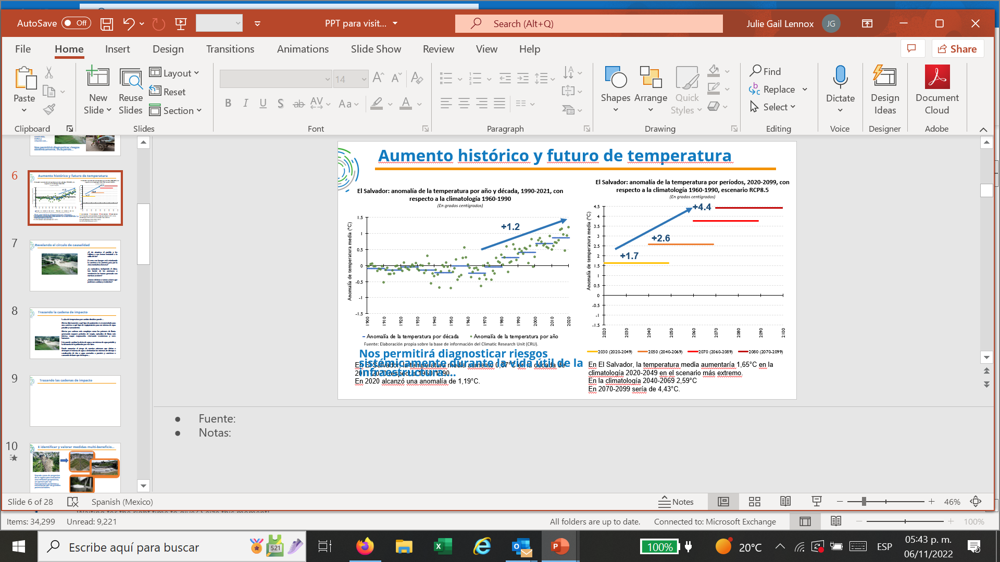 AutoSave Off
PPT para visit...
Search (Alt+Q)
Julie Gail Lennox JG
File Home Insert Design Transitions Animations Slide Show Review View Help
Share
Paste
New Slide
Reuse Slides
Layout
Reset
Section
14
B I U S ab AV Aa A
Shapes Arrange Quick Styles
Find
Replace
Select
Dictate
Design Ideas
Document Cloud
Clipboard Slides Font Paragraph Drawing Editing Voice Designer Adobe
Nos permitirá diagnosticar riesgos
sistémicamente, incluyendo...
6
Aumento histórico y futuro de temperatura
7
Revelando el círculo de causalidad
8
Trazando la cadena de impacto
9
Trazando las cadenas de impacto
10
E identificar y valorar medidas multi-beneficio...
Aumento histórico y futuro de temperatura
El Salvador: anomalía de la temperatura por año y década, 1990-2021, con
respecto a la climatología 1960-1990
(En grados centígrados)
Anomalía de temperatura media (°C)
1.5
1
0.5
0
-0.5
-1
-1.5
+1.2
1900 1910 1920 1930 1940 1950 1960 1970 1980 1990 2000 2010 2020
Anomalía de la temperatura por década Anomalía de la temperatura por año
Fuente: Elaboración propia sobre la base de información del Climatic Research Unit (CRU).
Nos permitirá diagnosticar riesgos
sistémicamente durante la vida útil de la
infraestructura...
En El Salvador, la temperatura media aumentó 0,87°C en la década de
En 2020 alcanzó una anomalía de 1,19°C.
El Salvador: anomalía de la temperatura por períodos, 2020-2099, con
respecto a la climatología 1960-1990, escenario RCP8.5
(En grados centígrados)
Anomalía de temperatura media (°C)
4.5
4
3.5
3
2.5
2
1.5
1
0.5
0
-0.5
-1
-1.5
+4.4
+2.6
+1.7
2020 2030 2040 2050 2060 2070 2080 2090 2100
2030 (2020-2049) 2050 (2040-2069) 2070 (2060-2089) 2080 (2070-2099)
En El Salvador, la temperatura media aumentaría 1,65°C en la
climatología 2020-2049 en el scenario más extremo.
En la climatología 2040-2069 2,59°C
En 2070-2099 sería de 4,43°C.
● Fuente:
● Notas:
Slide 6 of 28 Spanish (Mexico) Notes 46%
Items: 34,299 Unread: 9,221 All folders are up to date. Connected to: Microsoft Exchange 100%
Escribe aquí para buscar
521
100% 20°C ESP
05:43 p. m.
06/11/2022